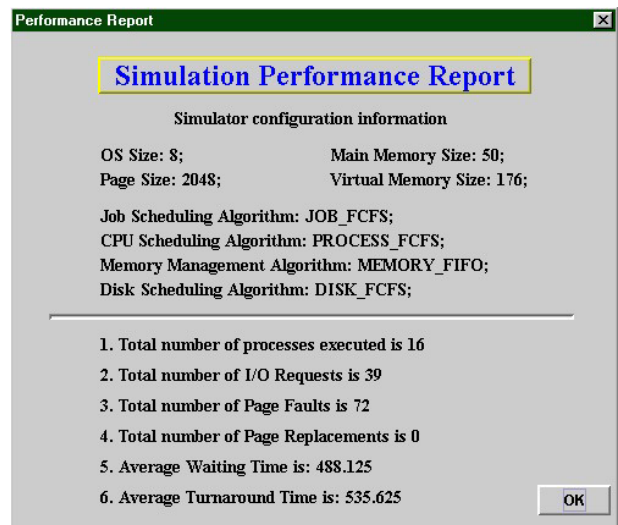 Performance Report
Simulation Performance Report
Simulator configuration information
OS Size: 8; Main Memory Size: 50;
Page Size: 2048; Virtual Memory Size: 176;
Job Scheduling Algorithm: JOB_FCFS;
CPU Scheduling Algorithm: PROCESS_FCFS;
Memory Management Algorithm: MEMORY_FIFO;
Disk Scheduling Algorithm: DISK_FCFS;
1. Total number of processes executed is 16
2. Total number of I/O Requests is 39
3. Total number of Page Faults is 72
4. Total number of Page Replacements is 0
5. Average Waiting Time is: 488.125
6. Average Turnaround Time is: 535.625
OK